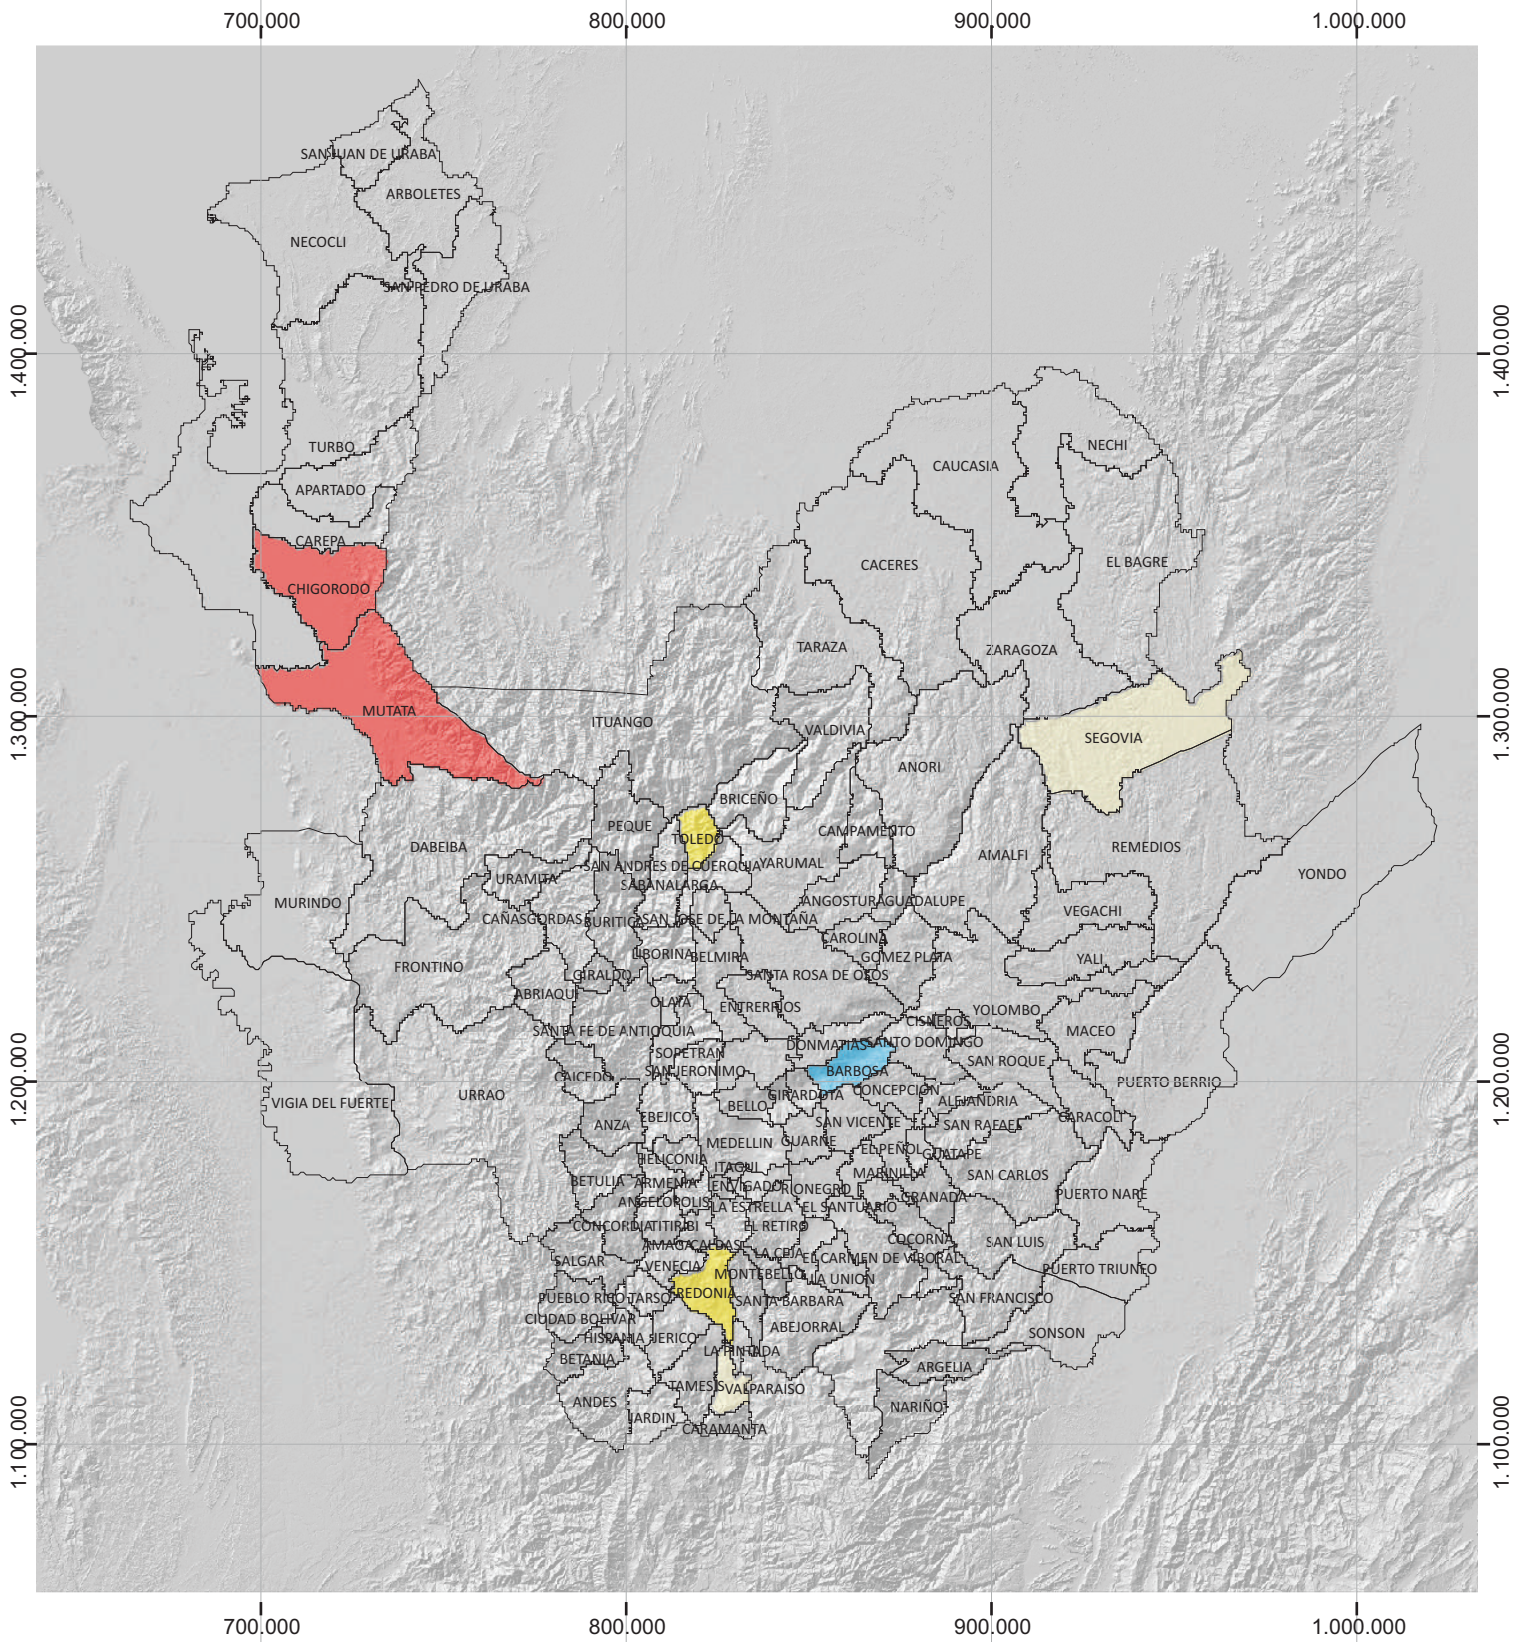 700.000 800.000 900.000 1.000.000
SAN JUAN DE URABA
ARBOLETES
NECOCLI
SAN PEDRO DE URABA
1.400.000 1.400.000
TURBO NECHI
CAUCASIA
APARTADO
CAREPA
CACERES EL BAGRE
CHIGORODO
TARAZA ZARAGOZA
MUTATA
1.300.000 ITUANGO 1.300.000
VALDIVIA SEGOVIA
ANORI
BRICEÑO
PEQUE CAMPAMENTO
TOLEDO
DABEIBA AMALFI REMEDIOS
SAN ANDRES DE CUERQUIA YARUMAL
YONDO
URAMITA SABANALARGA
MURINDO ANGOSTURA GUADALUPE
VEGACHI
CAÑASGORDAS BURITICA SAN JOSE DE LA MONTAÑA
CAROLINA
LIBORINA BELMIRA GOMEZ PLATA YALI
FRONTINO
GIRALDO SANTA ROSA DE OSOS
ABRIAQUI
OLAYA ENTRERRIOS YOLOMBO
CISNEROS
SANTA FE DE ANTIOQUIA MACEO
DONMATIAS SANTO DOMINGO
SOPETRAN SAN ROQUE
SAN JERONIMO BARBOSA
CAICEDO PUERTO BERRIO
1.200.000 1.200.000
URRAO GIRARDOTA CONCEPCION
VIGIA DEL FUERTE BELLO ALEJANDRIA
EBEJICO CARACOLI
ANZA SAN VICENTE SAN RAFAEL
MEDELLIN GUARNE
EL PEÑOL GUATAPE
HELICONIA
ITAGUI MARINILLA SAN CARLOS
BETULIA ARMENIA ENVIGADO RIONEGRO
GRANADA PUERTO NARE
ANGELOPOLIS LA ESTRELLA EL SANTUARIO
CONCORDIA TITIRIBI EL RETIRO
COCORNA SAN LUIS
AMAGA CALDAS
LA CEJA EL CARMEN DE VIBORAL
SALGAR VENECIA PUERTO TRIUNFO
MONTEBELLO LA UNION
FREDONIA
PUEBLO RICO TARSO SANTA BARBARA SAN FRANCISCO
CIUDAD BOLIVAR ABEJORRAL
HISPANIA JERICO SONSON
LA PINTADA
BETANIA ARGELIA
TAMESIS VALPARAISO
ANDES NARIÑO
JARDIN
CARAMANTA
1.100.000 1.100.000
700.000 800.000 900.000 1.000.000